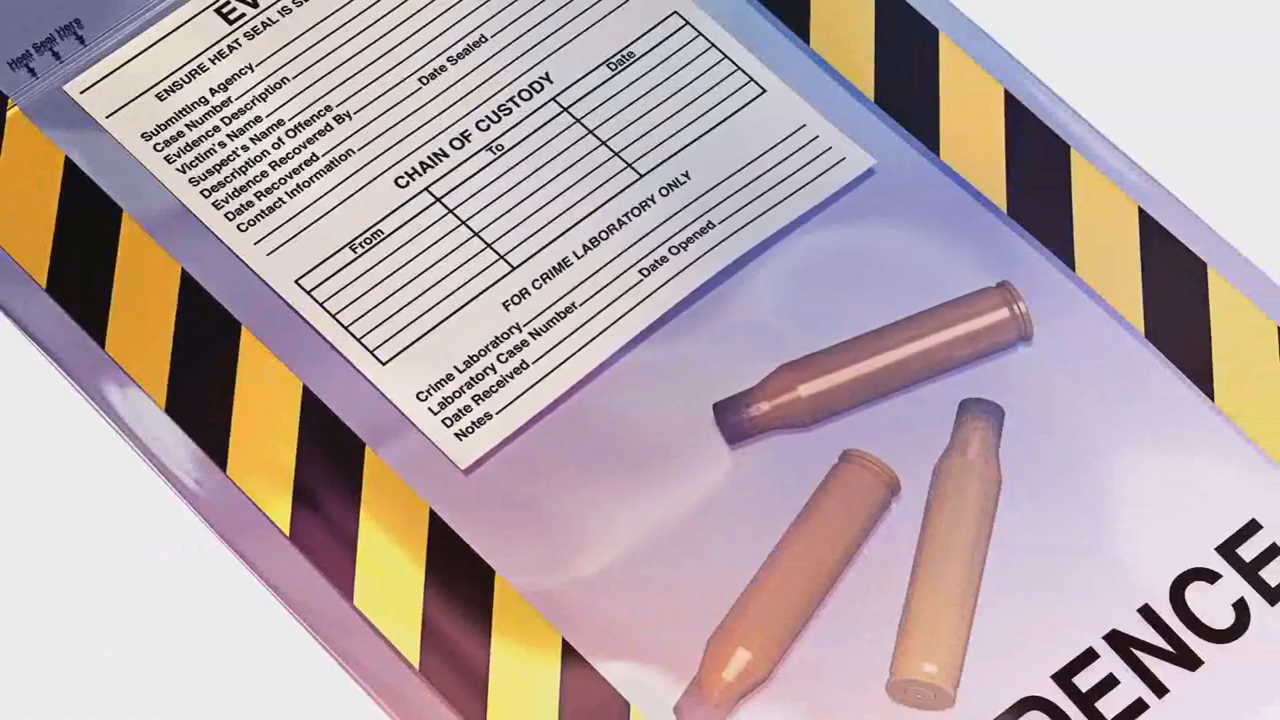 Heat Seal Here
EV
ENSURE HEAT SEAL IS SE
Submitting Agency
Case Number
Evidence Description
Date Sealed
Victim's Name
Suspect's Name
Description of Offence
Evidence Recovered By
Date Recovered
Contact Information
CHAIN OF CUSTODY
From
To
Date
FOR CRIME LABORATORY ONLY
Crime Laboratory
Laboratory Case Number
Date Opened
Date Received
Notes
DENCE